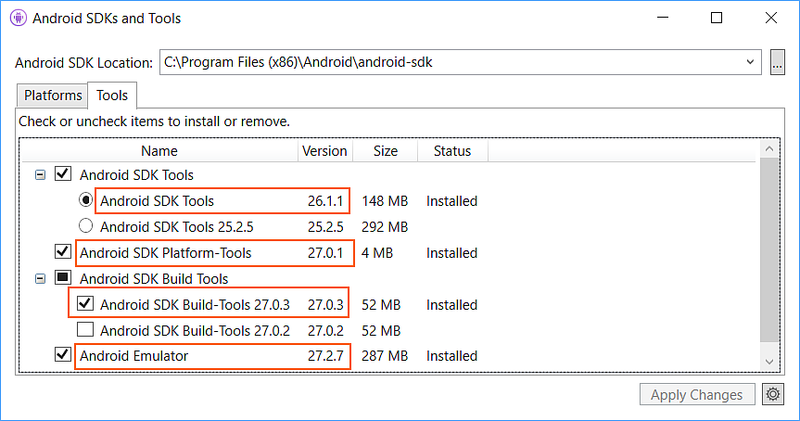 Android SDKs and Tools
Android SDK Location: C:\Program Files (x86)\Android\android-sdk ...
Platforms Tools
Check or uncheck items to install or remove.
Name Version Size Status
Android SDK Tools
Android SDK Tools 26.1.1 148 MB Installed
Android SDK Tools 25.2.5 25.2.5 292 MB
Android SDK Platform-Tools 27.0.1 4 MB Installed
Android SDK Build Tools
Android SDK Build-Tools 27.0.3 27.0.3 52 MB Installed
Android SDK Build-Tools 27.0.2 27.0.2 52 MB
Android Emulator 27.2.7 287 MB Installed
Apply Changes